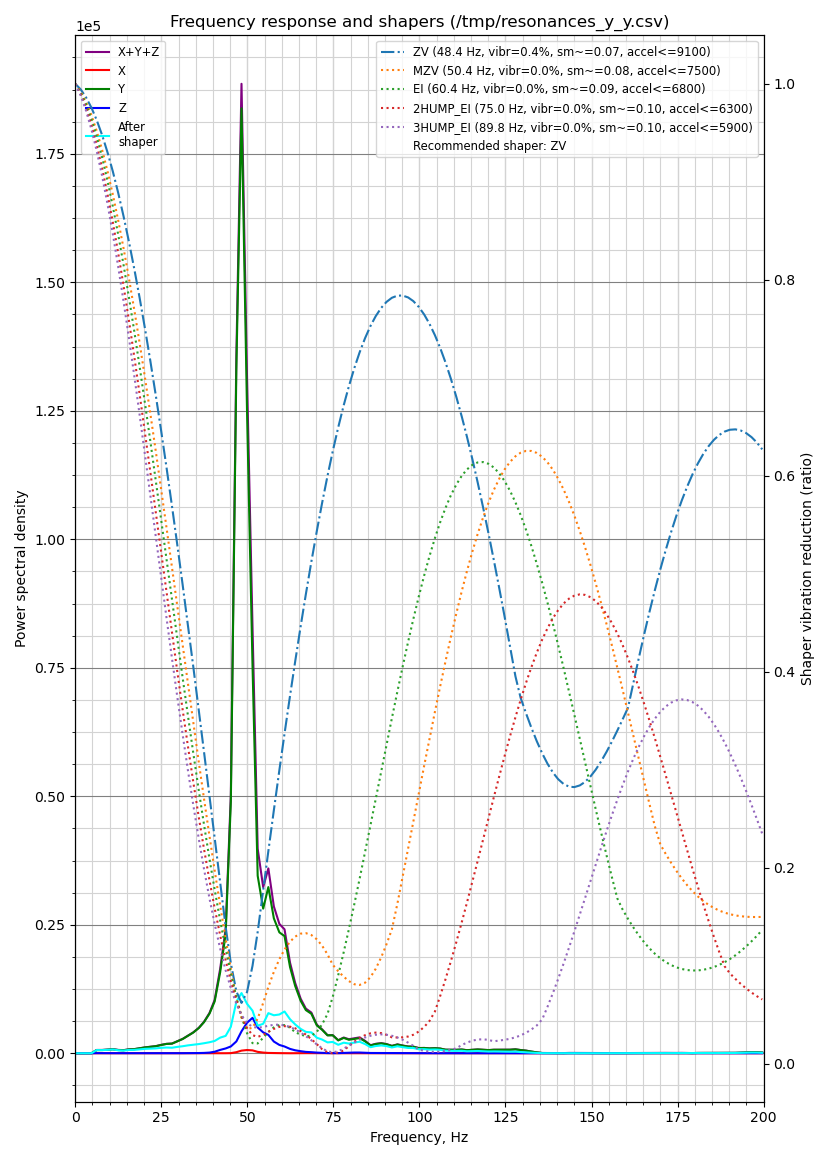 Frequency response and shapers (/tmp/resonances_y_y.csv)
1e5
X+Y+Z
X
Y
Z
After
shaper
ZV (48.4 Hz, vibr=0.4%, sm~=0.07, accel<=9100)
MZV (50.4 Hz, vibr=0.0%, sm~=0.08, accel<=7500)
EI (60.4 Hz, vibr=0.0%, sm~=0.09, accel<=6800)
2HUMP_EI (75.0 Hz, vibr=0.0%, sm~=0.10, accel<=6300)
3HUMP_EI (89.8 Hz, vibr=0.0%, sm~=0.10, accel<=5900)
Recommended shaper: ZV
1.75
1.50
1.25
1.00
0.75
0.50
0.25
0.00
Power spectral density
1.0
0.8
0.6
0.4
0.2
0.0
Shaper vibration reduction (ratio)
0 25 50 75 100 125 150 175 200
Frequency, Hz